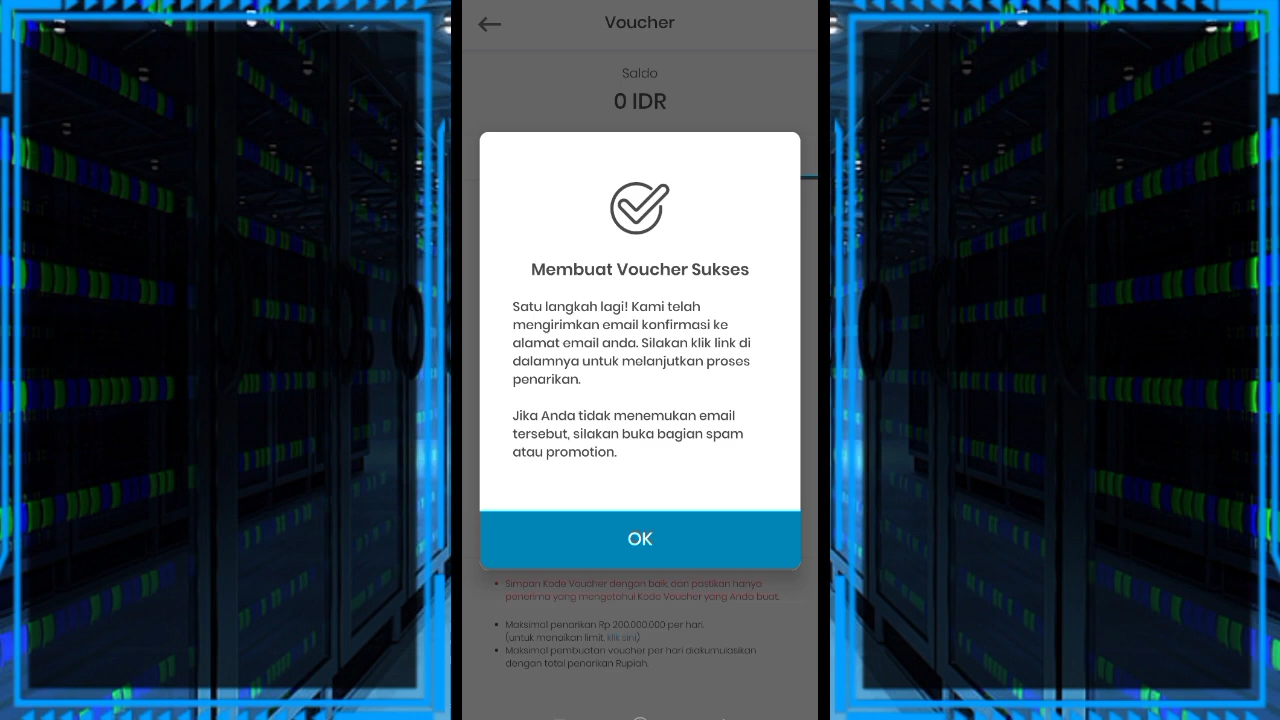 Voucher
Saldo
0 IDR
Membuat Voucher Sukses
Satu langkah lagi! Kami telah
mengirimkan email konfirmasi ke
alamat email anda. Silakan klik link di
dalamnya untuk melanjutkan proses
penarikan.
Jika Anda tidak menemukan email
tersebut, silakan buka bagian spam
atau promotion.
OK
• Simpan Kode Voucher dengan baik, dan pastikan hanya
penerima yang mengetahui Kode Voucher yang Anda buat.
• Maksimal penarikan Rp 200.000.000 per hari.
(untuk menaikan limit, klik sini)
• Maksimal pembuatan voucher per hari diakumulasikan
dengan total penarikan Rupiah.